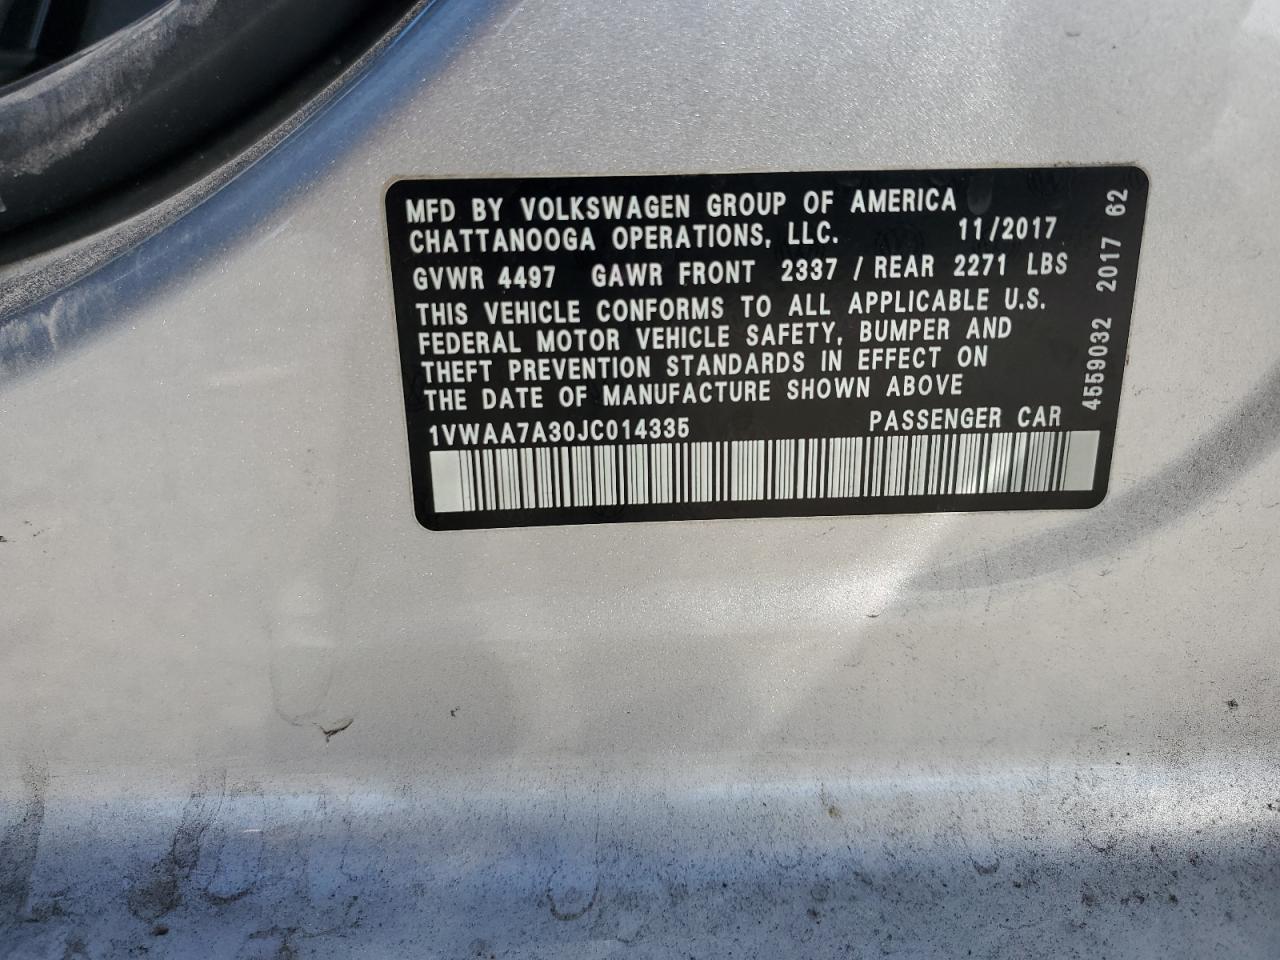 MFD BY VOLKSWAGEN GROUP OF AMERICA
CHATTANOOGA OPERATIONS, LLC. 11/2017
GVWR 4497 GAWR FRONT 2337 / REAR 2271 LBS
THIS VEHICLE CONFORMS TO ALL APPLICABLE U.S.
FEDERAL MOTOR VEHICLE SAFETY, BUMPER AND
THEFT PREVENTION STANDARDS IN EFFECT ON
THE DATE OF MANUFACTURE SHOWN ABOVE
1VWAA7A30JC014335 PASSENGER CAR
4559032 2017 62